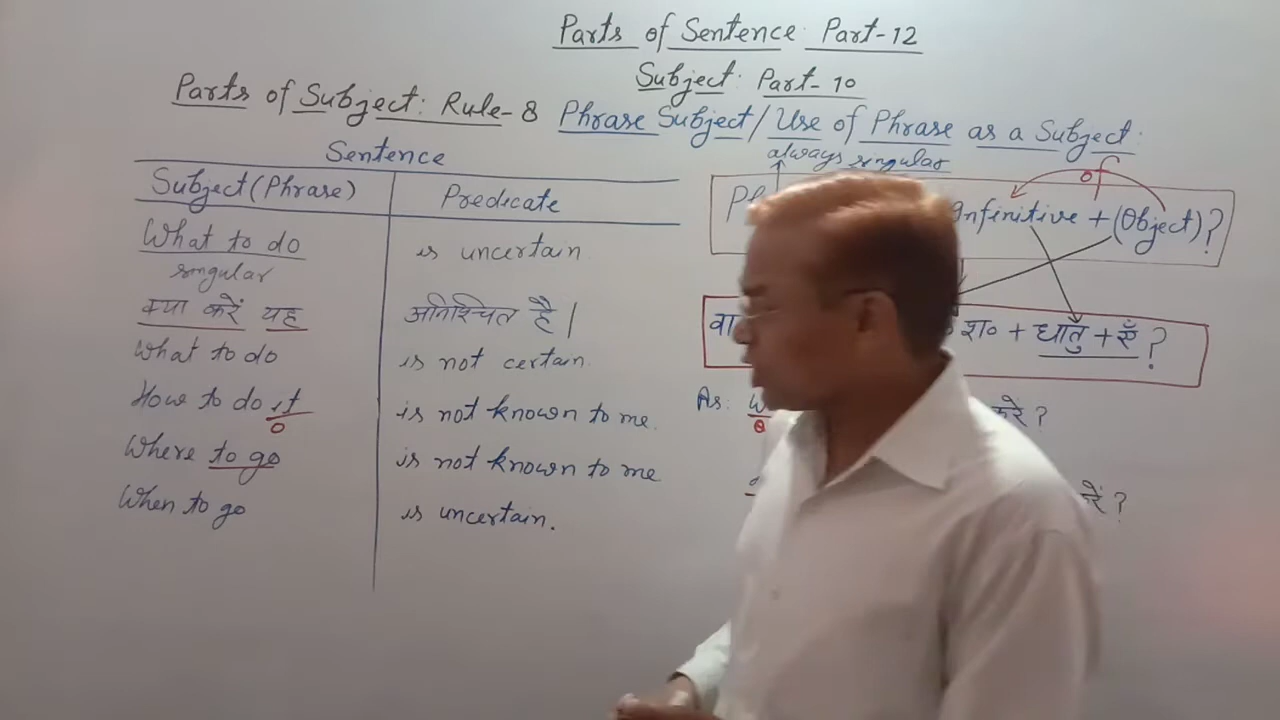 Parts of Sentence Part-12
Subject: Part-10
Parts of Subject: Rule-8 Phrase Subject/Use of Phrase as a Subject:
always singular
Sentence
Subject (Phrase) Predicate
What to do is uncertain
singular
क्या करें यह अनिश्चित है |
What to do is not certain.
How to do it is not known to me.
o
Where to go is not known to me
When to go is uncertain.
of
Infinitive + (Object)?
श० + धातु + एँ ?
As:
करें ?